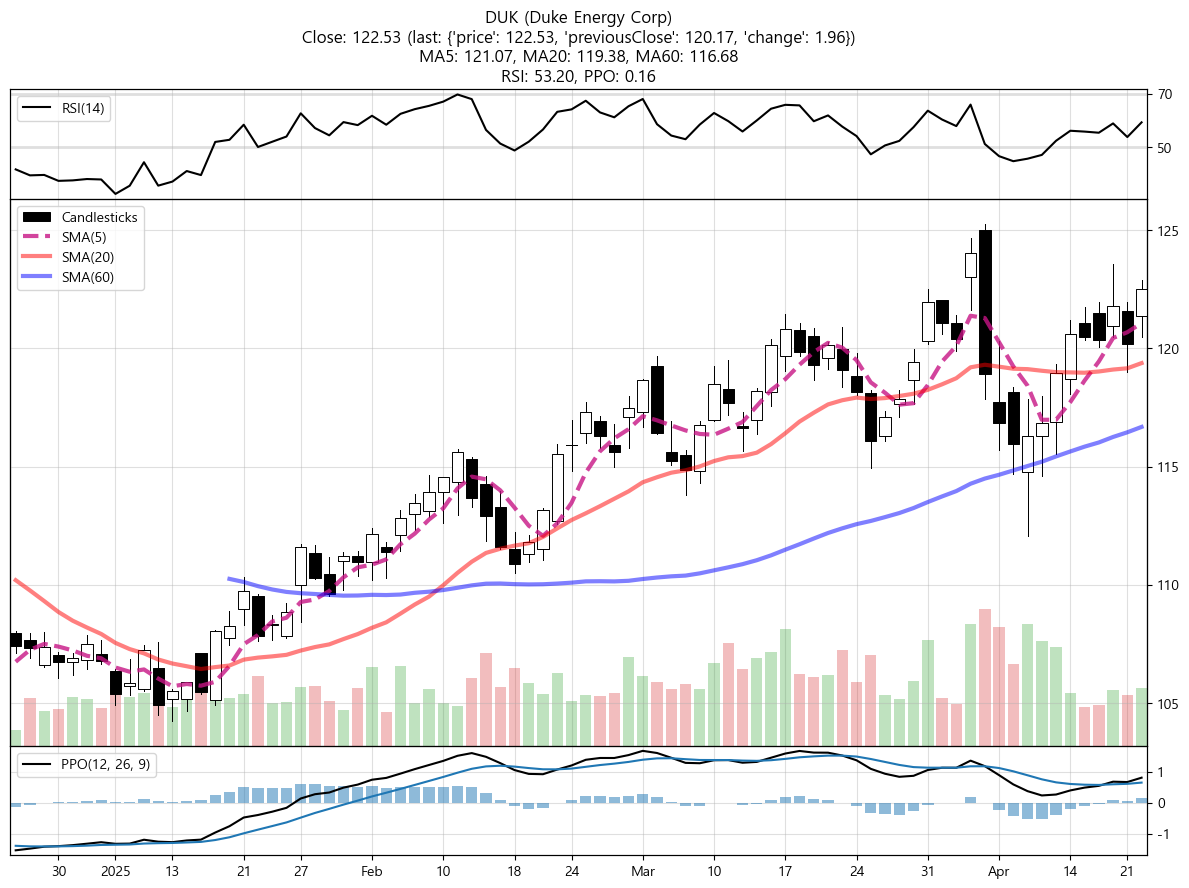 DUK (Duke Energy Corp)
Close: 122.53 (last: {'price': 122.53, 'previousClose': 120.17, 'change': 1.96})
MA5: 121.07, MA20: 119.38, MA60: 116.68
RSI: 53.20, PPO: 0.16
RSI(14)
70
50
Candlesticks
SMA(5)
SMA(20)
SMA(60)
125
120
115
110
105
PPO(12, 26, 9)
1
0
-1
30 2025 13 21 27 Feb 10 18 24 Mar 10 17 24 31 Apr 14 21